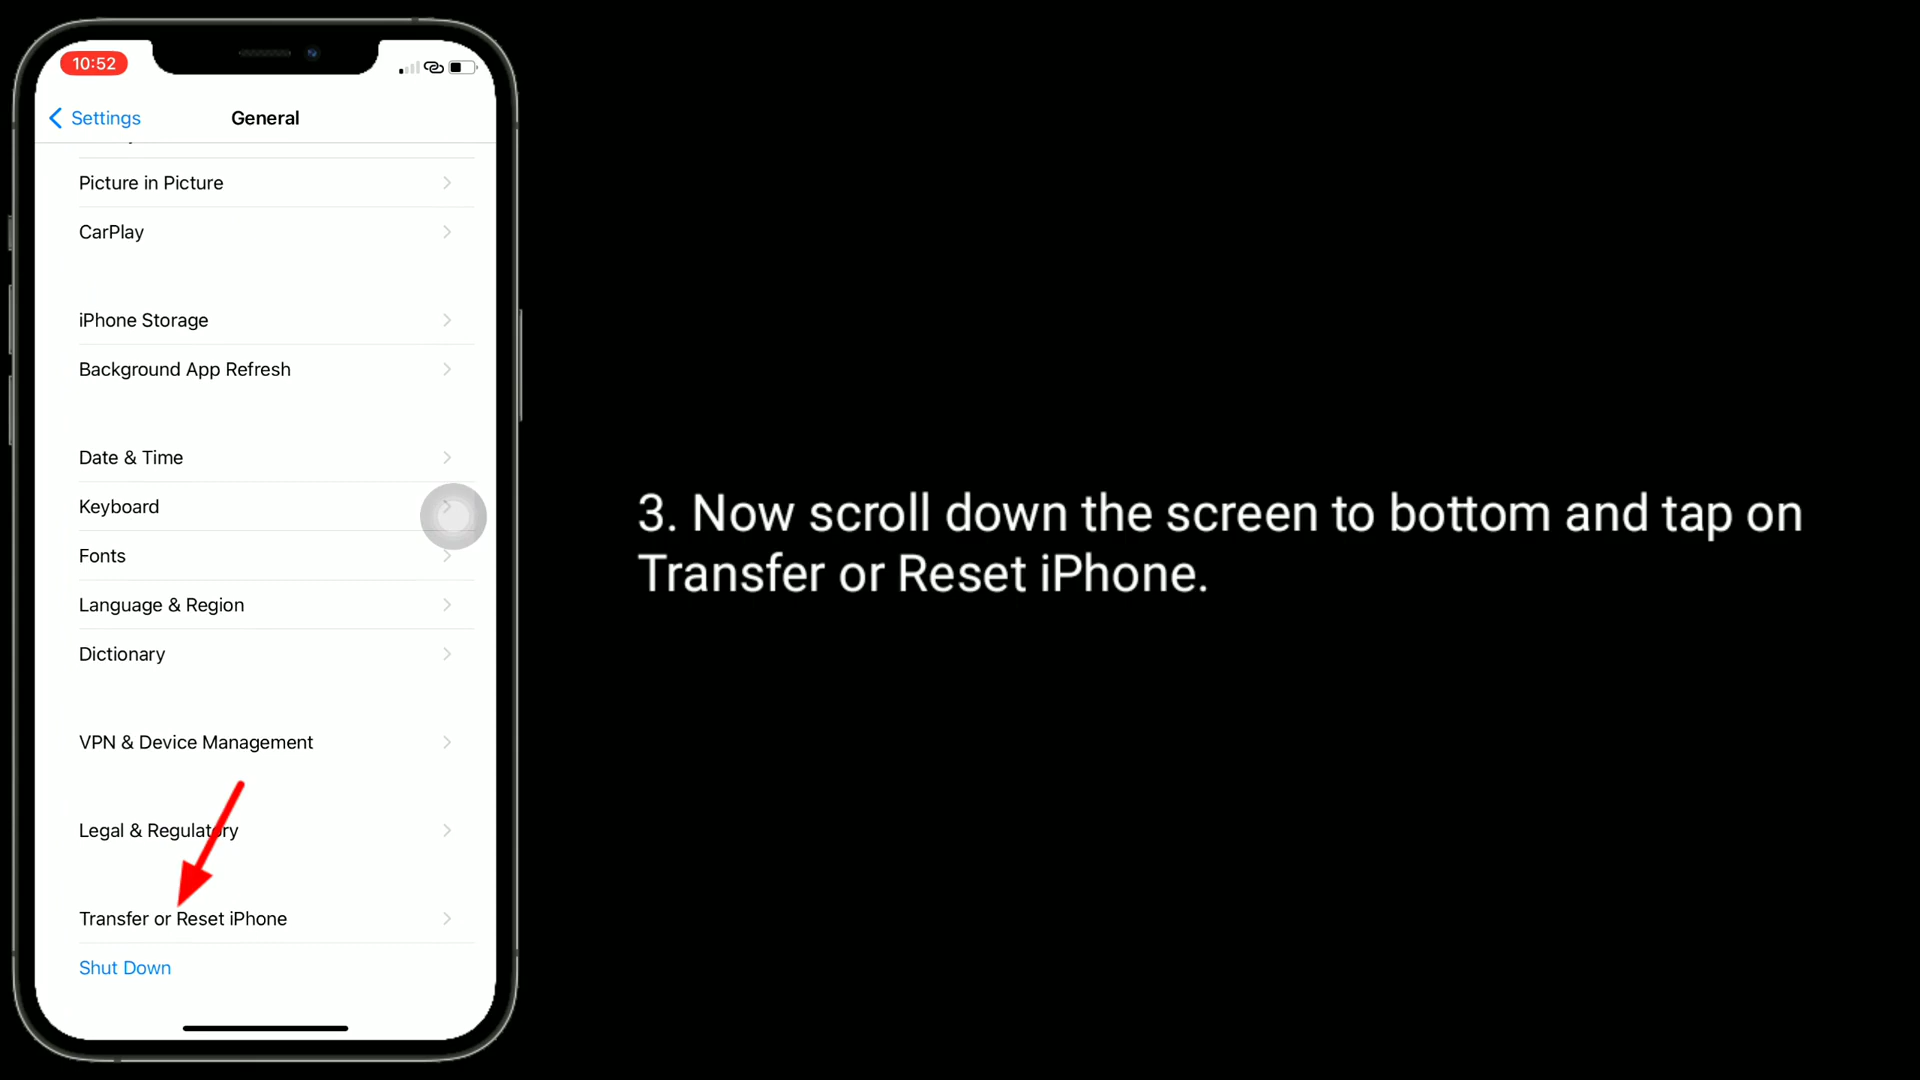 10:52
Settings
General
Picture in Picture
CarPlay
iPhone Storage
Background App Refresh
Date & Time
Keyboard
Fonts
Language & Region
Dictionary
VPN & Device Management
Legal & Regulatory
Transfer or Reset iPhone
Shut Down
3. Now scroll down the screen to bottom and tap on
Transfer or Reset iPhone.